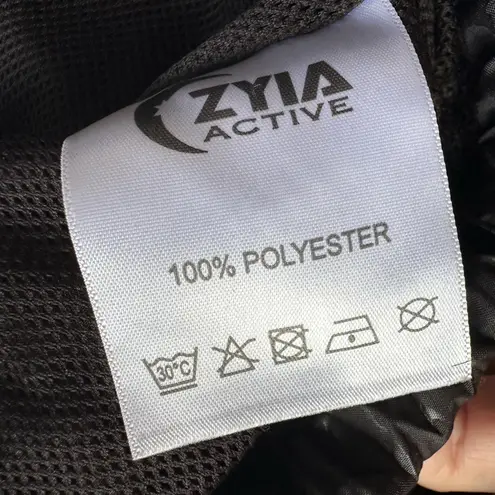 ZYIA
ACTIVE
100% POLYESTER
30°C